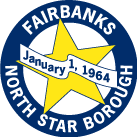 FAIRBANKS
January 1, 1964
NORTH STAR BOROUGH